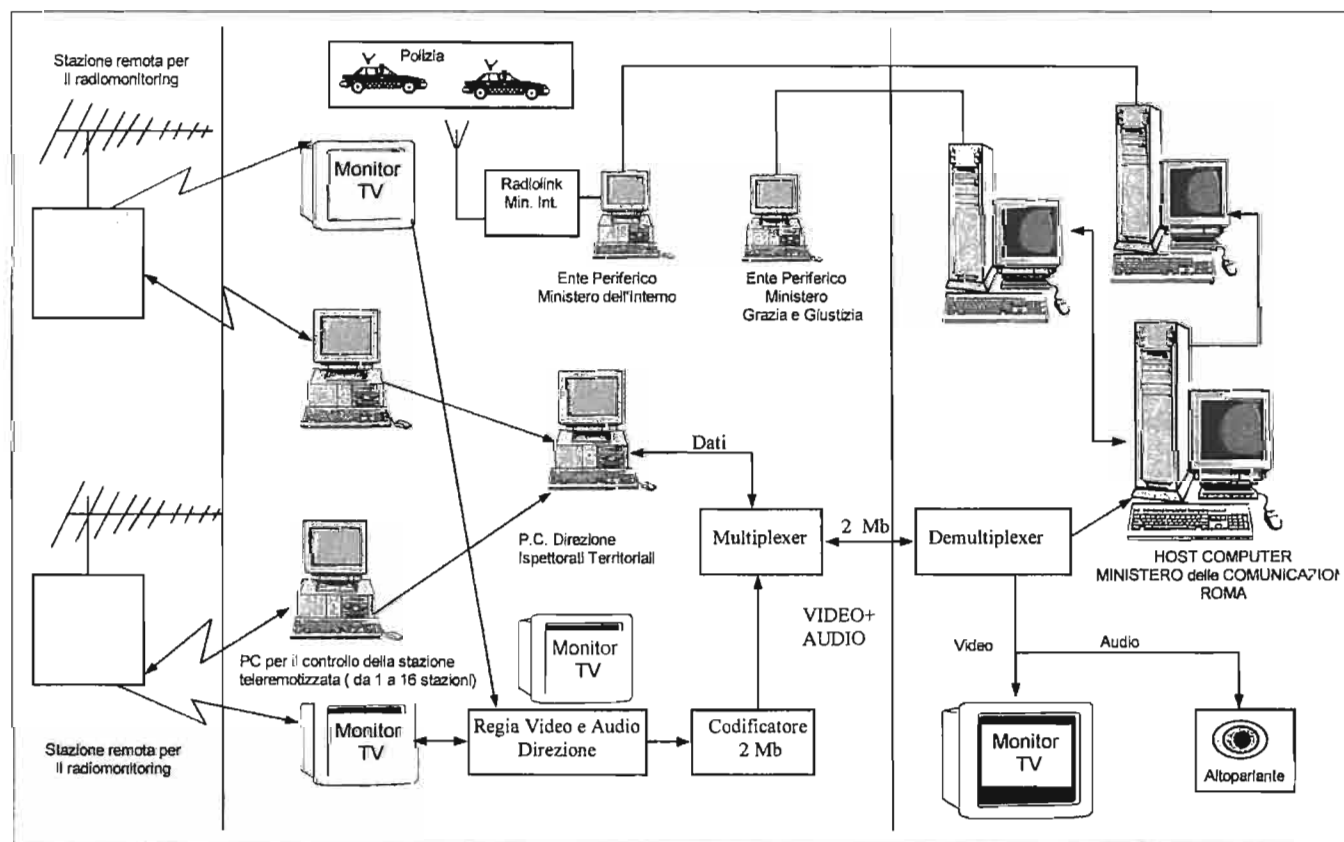 Stazione remota per
il radiomonitoring
Polizia
Monitor
TV
Radiolink
Min. Int.
Ente Periferico
Ministero dell'Interno
Ente Periferico
Ministero
Grazia e Giustizia
Dati
P.C. Direzione
Ispettorati Territoriali
Multiplexer
2 Mb
Demultiplexer
HOST COMPUTER
MINISTERO delle COMUNICAZION
ROMA
VIDEO+
AUDIO
Monitor
TV
PC per il controllo della stazione
teleremotizzata ( da 1 a 16 stazioni)
Video
Audio
Stazione remota per
il radiomonitoring
Monitor
TV
Regia Video e Audio
Direzione
Codificatore
2 Mb
Monitor
TV
Altoparlante